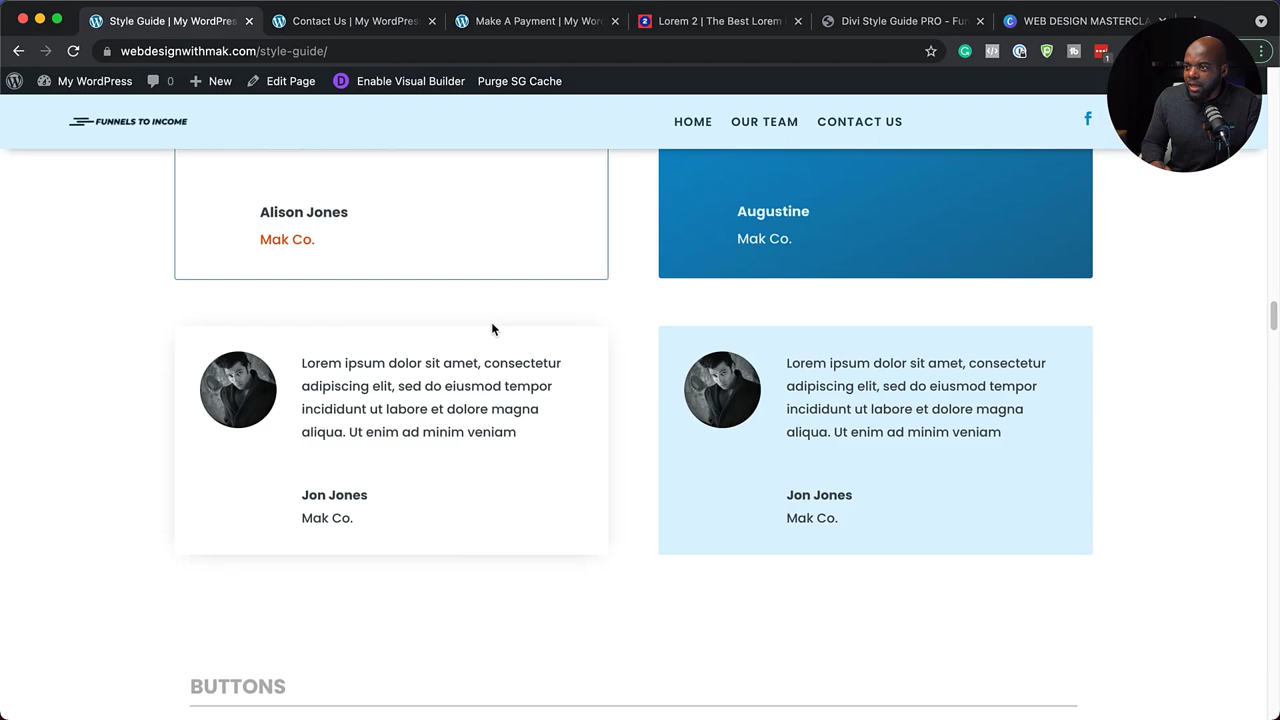 Style Guide | My WordPre
Contact Us | My WordPres
Make A Payment | My Wor
Lorem 2 | The Best Lorem
Divi Style Guide PRO - Fun
WEB DESIGN MASTERCLA
webdesignwithmak.com/style-guide/
1
My WordPress
0
New
Edit Page
D
Enable Visual Builder
Purge SG Cache
FUNNELS TO INCOME
HOME
OUR TEAM
CONTACT US
Alison Jones
Mak Co.
Augustine
Mak Co.
Lorem ipsum dolor sit amet, consectetur
adipiscing elit, sed do eiusmod tempor
incididunt ut labore et dolore magna
aliqua. Ut enim ad minim veniam
Jon Jones
Mak Co.
Lorem ipsum dolor sit amet, consectetur
adipiscing elit, sed do eiusmod tempor
incididunt ut labore et dolore magna
aliqua. Ut enim ad minim veniam
Jon Jones
Mak Co.
BUTTONS